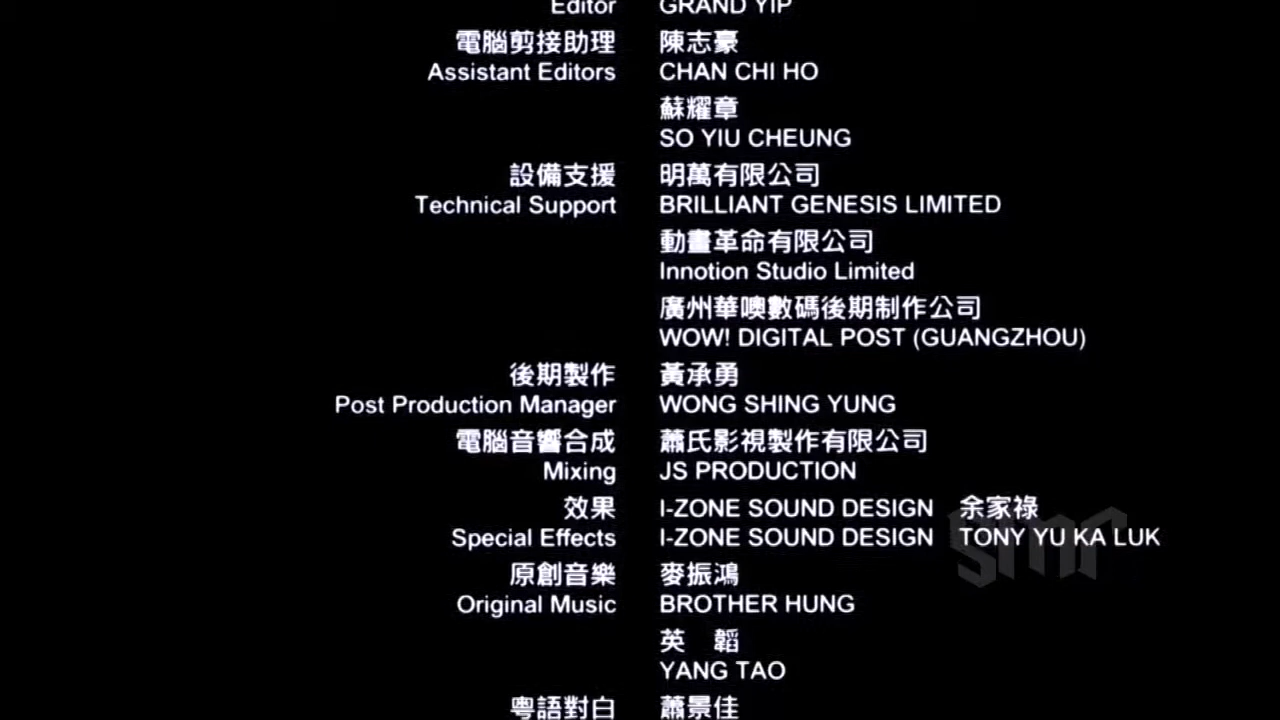 Editor GRAND YIP
電腦剪接助理 陳志豪
Assistant Editors CHAN CHI HO
蘇耀章
SO YIU CHEUNG
設備支援 明萬有限公司
Technical Support BRILLIANT GENESIS LIMITED
動畫革命有限公司
Innotion Studio Limited
廣州華噢數碼後期制作公司
WOW! DIGITAL POST (GUANGZHOU)
後期製作 黃承勇
Post Production Manager WONG SHING YUNG
電腦音響合成 蕭氏影視製作有限公司
Mixing JS PRODUCTION
效果 I-ZONE SOUND DESIGN 余家祿
Special Effects I-ZONE SOUND DESIGN TONY YU KA LUK
原創音樂 麥振鴻
Original Music BROTHER HUNG
英 韜
YANG TAO
粵語對白 蕭景佳